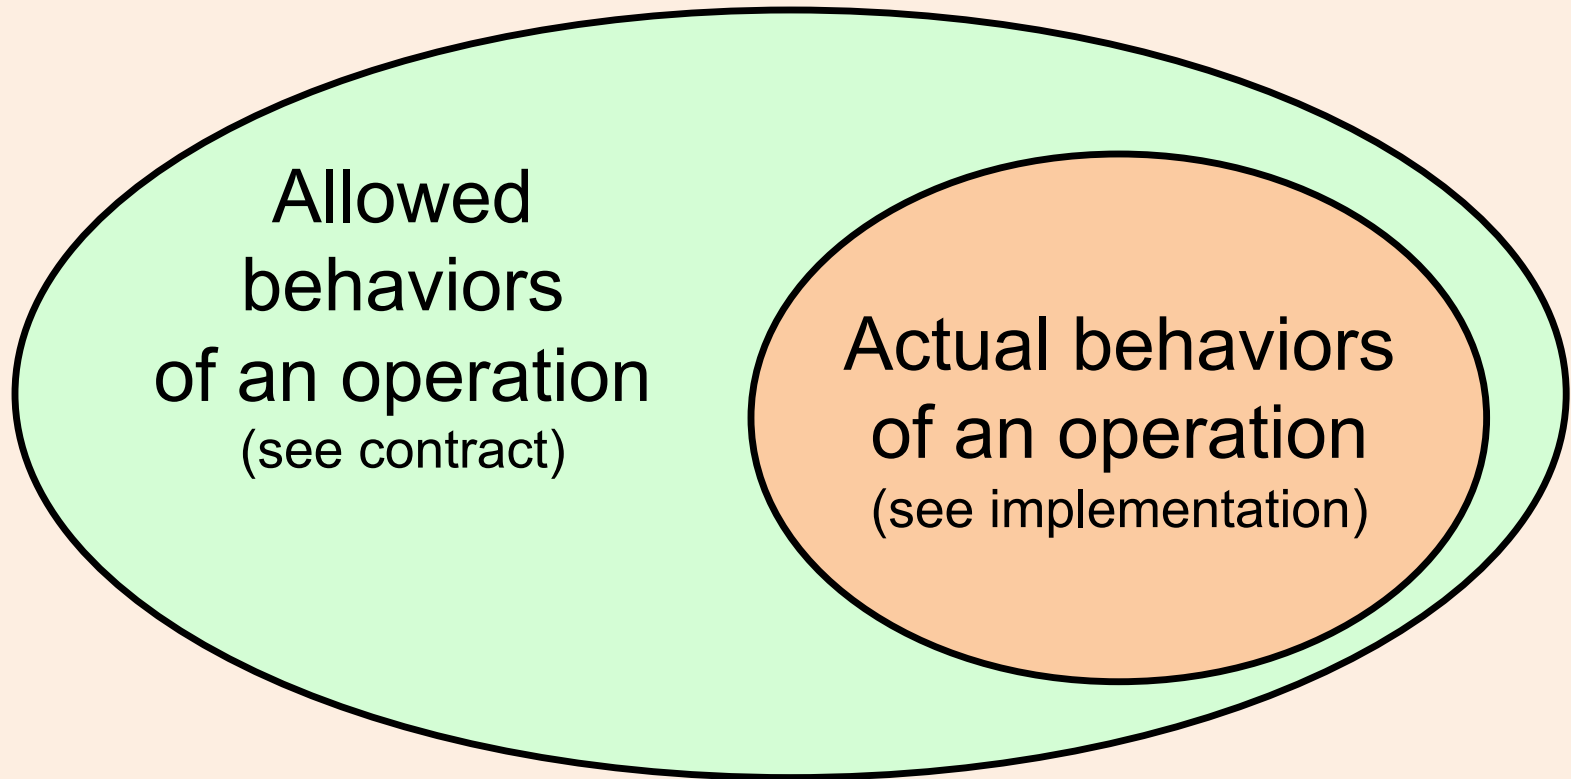 Allowed
behaviors
of an operation
(see contract)
Actual behaviors
of an operation
(see implementation)